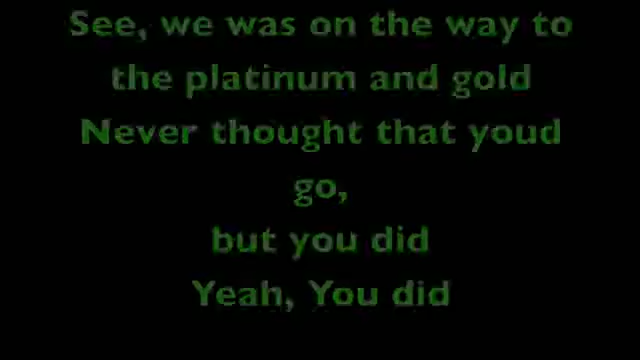 See, we was on the way to
the platinum and gold
Never thought that youd
go,
but you did
Yeah, You did